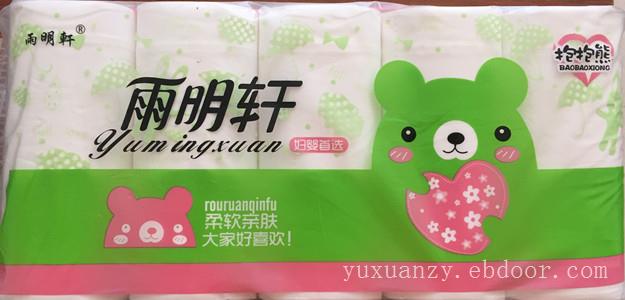 雨明轩®
抱抱熊
BAOBAOXIONG
雨明轩
Yumingxuan
妇婴首选
rouruanqinfu
柔软亲肤
大家好喜欢!
yuxuanzy.ebdoor.com